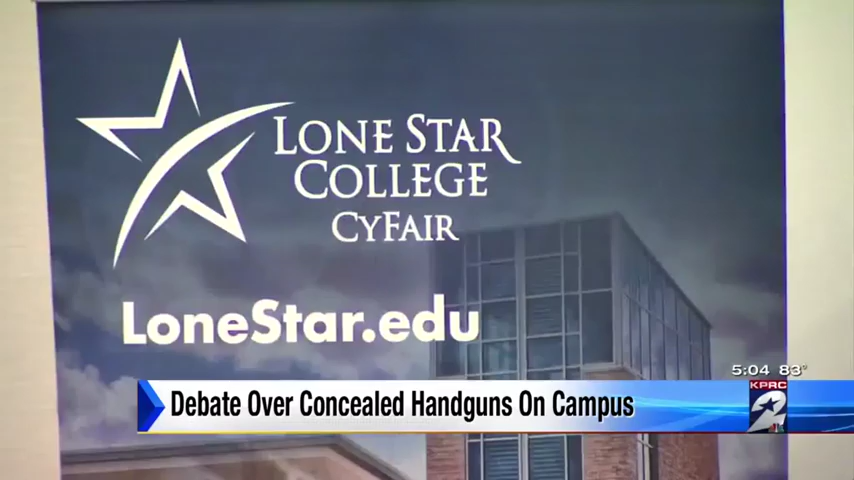 LONE STAR
COLLEGE
CYFAIR
LoneStar.edu
5:04 83°
KPRC
2
Debate Over Concealed Handguns On Campus